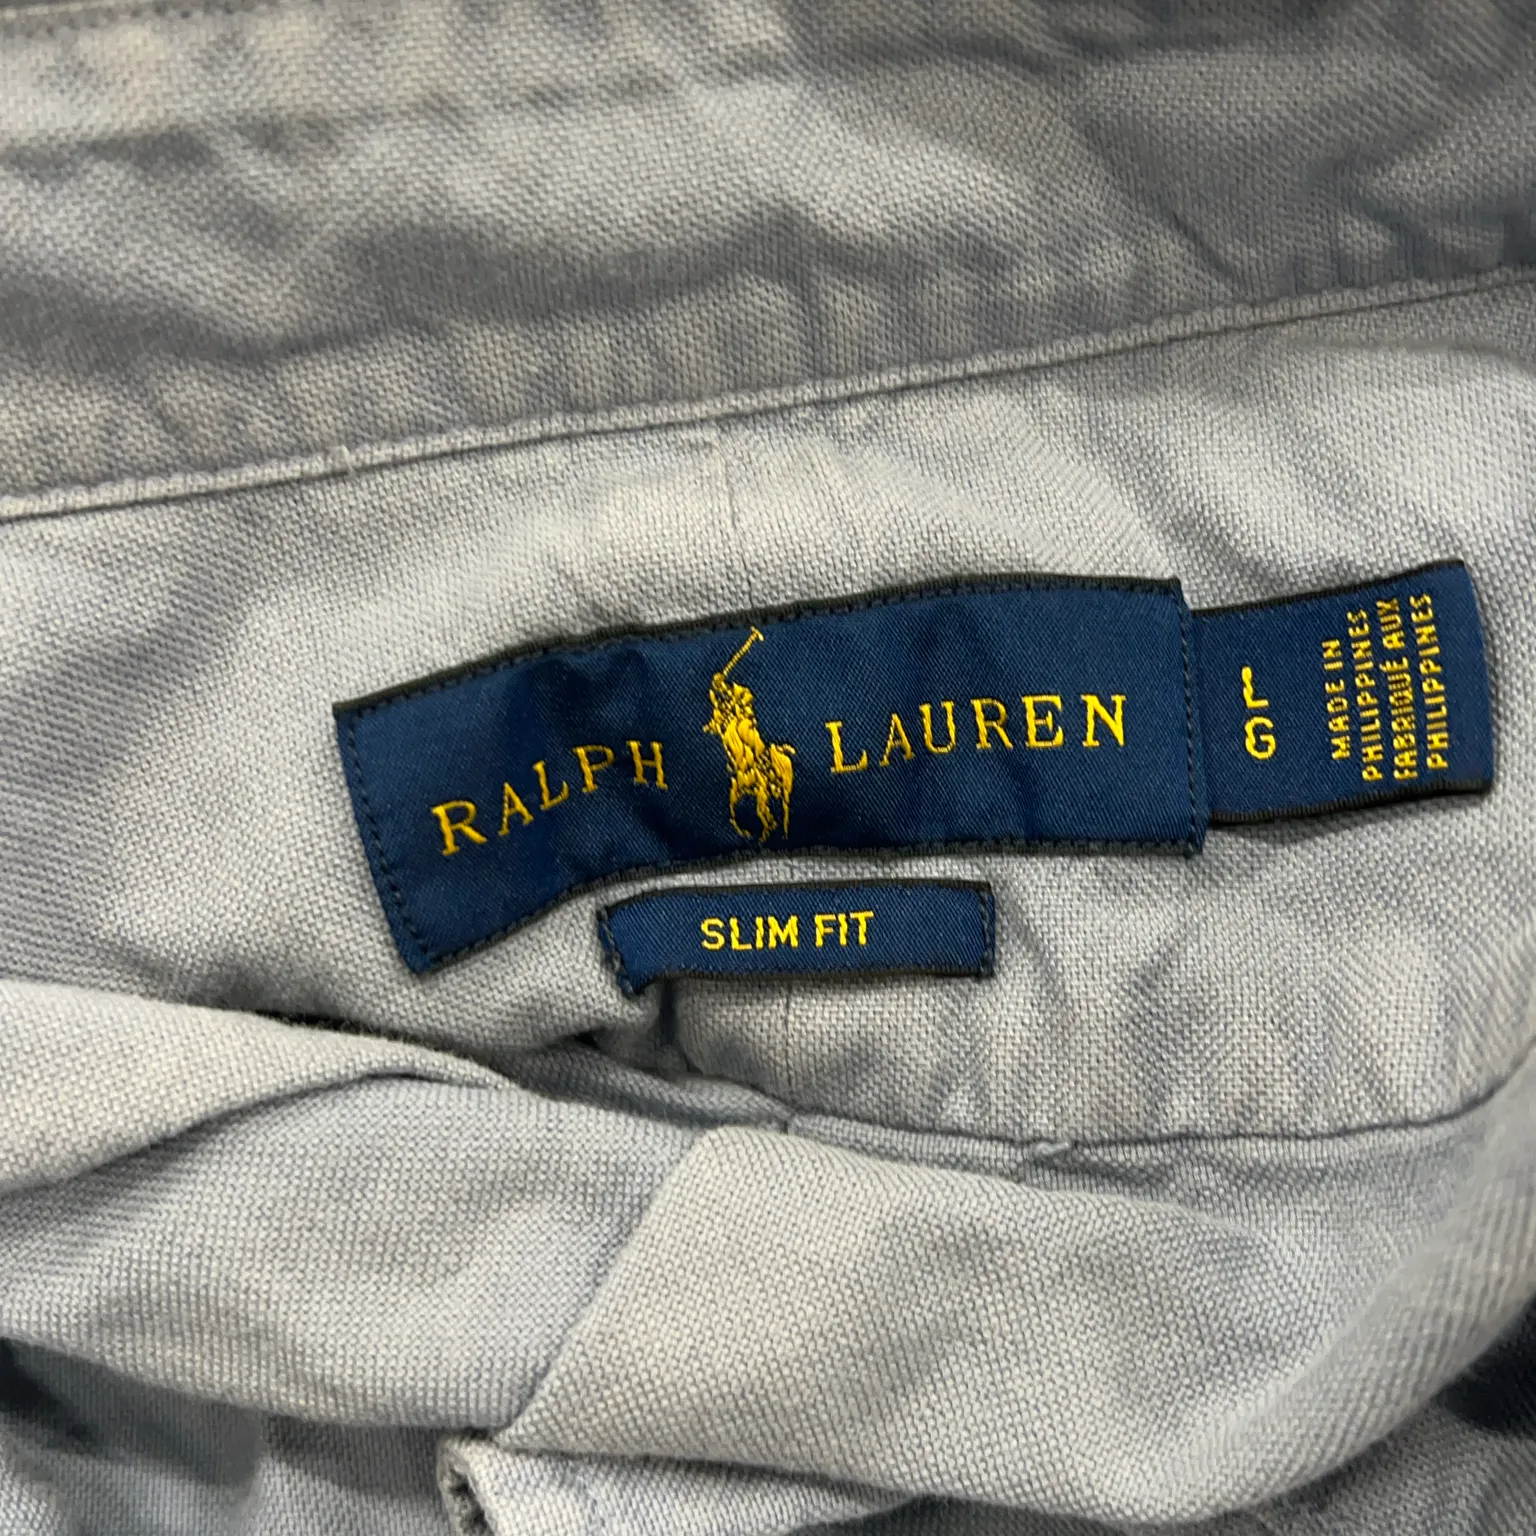 RALPH LAUREN
SLIM FIT
L
G
MADE IN
PHILIPPINES
FABRIQUÉ AUX
PHILIPPINES